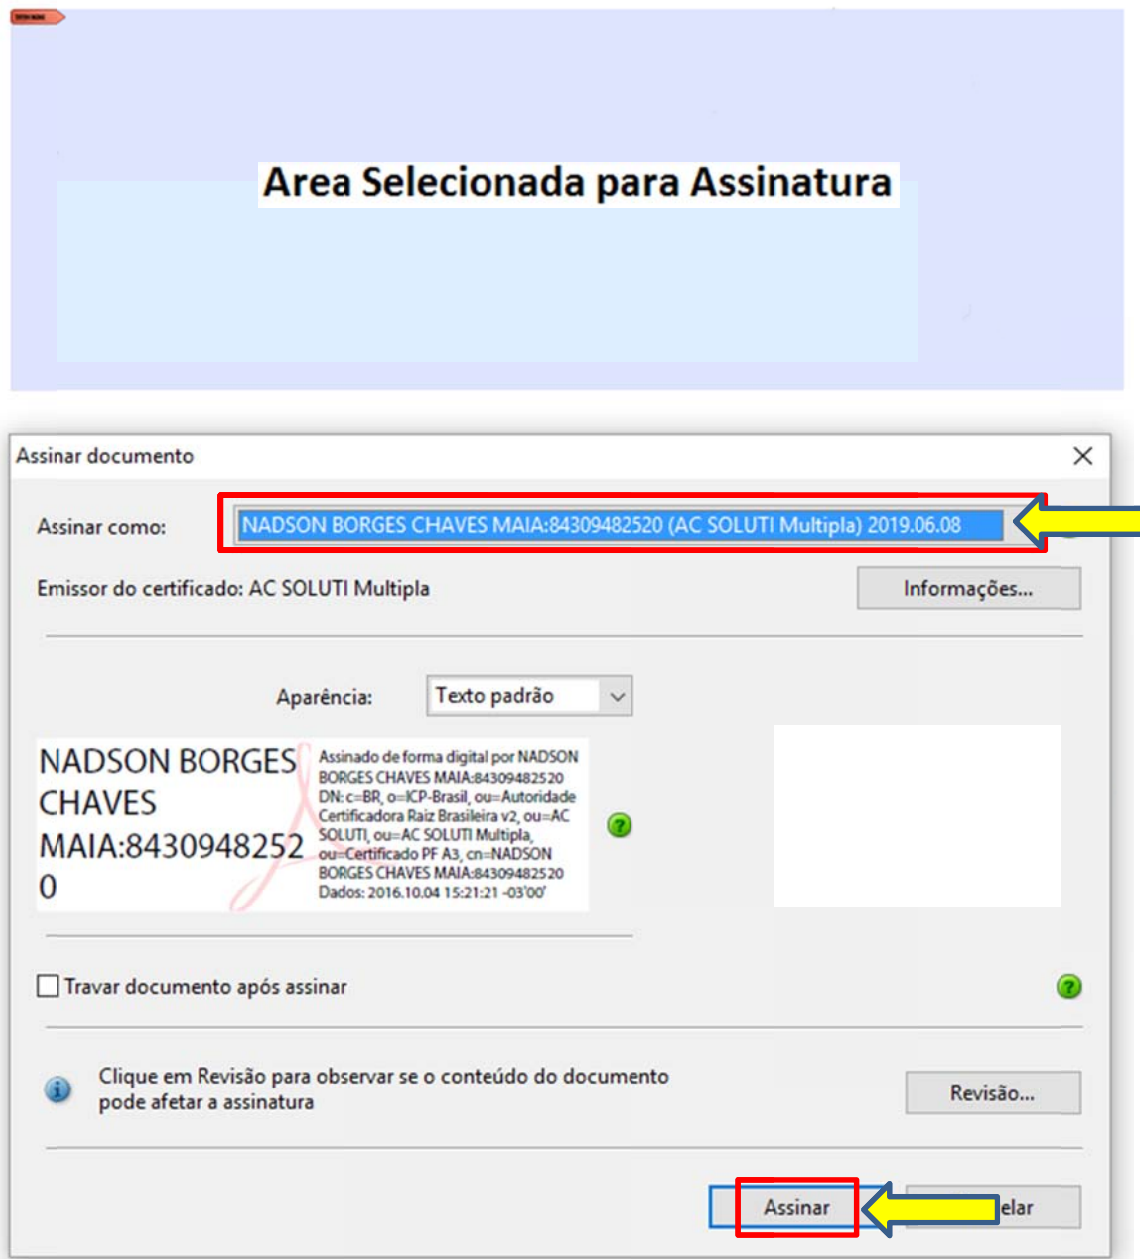 Area Selecionada para Assinatura
Assinar documento
Assinar como:
NADSON BORGES CHAVES MAIA:84309482520 (AC SOLUTI Multipla) 2019.06.08
Emissor do certificado: AC SOLUTI Multipla
Informações...
Aparência:
Texto padrão
NADSON BORGES
CHAVES
MAIA:8430948252
0
Assinado de forma digital por NADSON
BORGES CHAVES MAIA:84309482520
DN: c=BR, o=ICP-Brasil, ou=Autoridade
Certificadora Raiz Brasileira v2, ou=AC
SOLUTI, ou=AC SOLUTI Multipla,
ou=Certificado PF A3, cn=NADSON
BORGES CHAVES MAIA:84309482520
Dados: 2016.10.04 15:21:21 -03'00'
Travar documento após assinar
Clique em Revisão para observar se o conteúdo do documento
pode afetar a assinatura
Revisão...
Assinar
elar